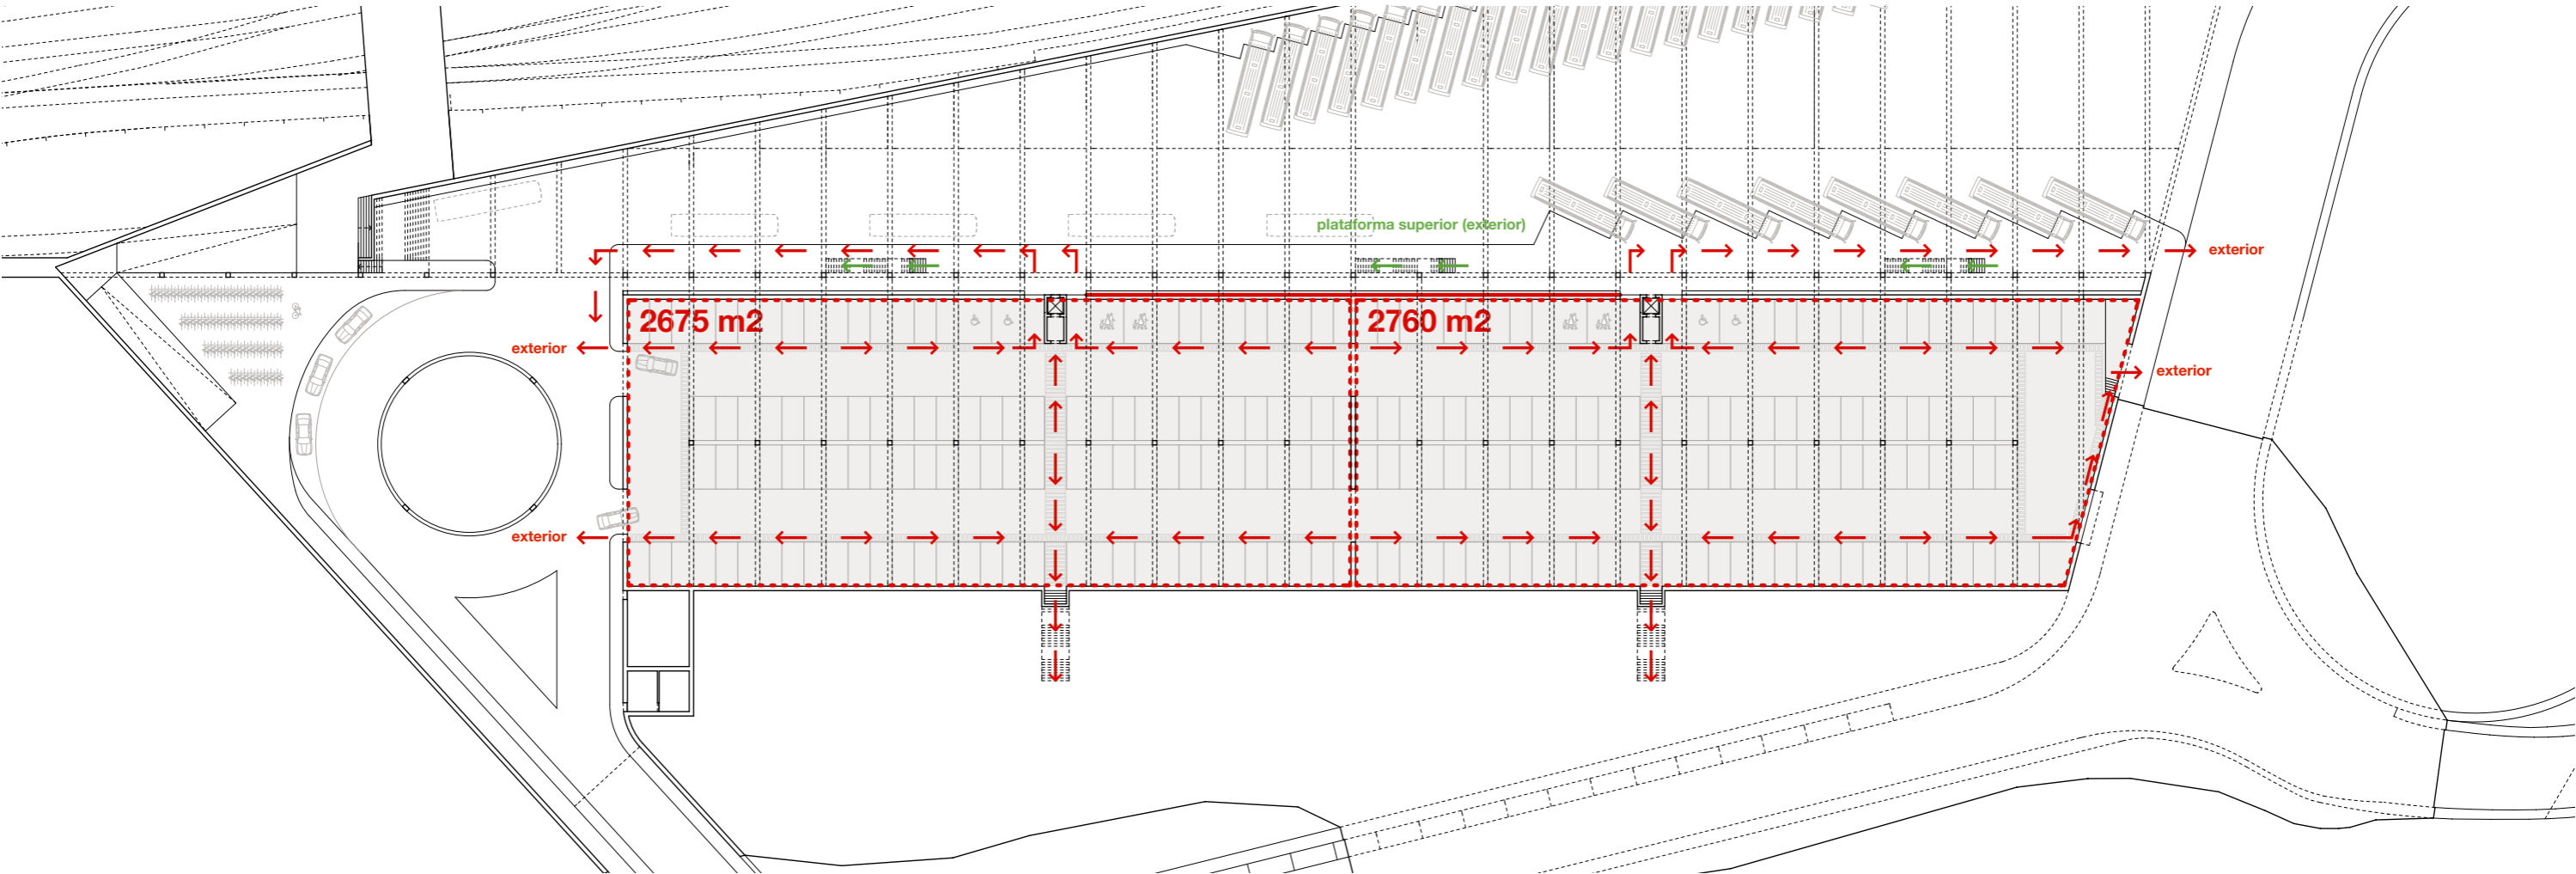 plataforma superior (exterior)
exterior
2675 m2
2760 m2
exterior
exterior
exterior